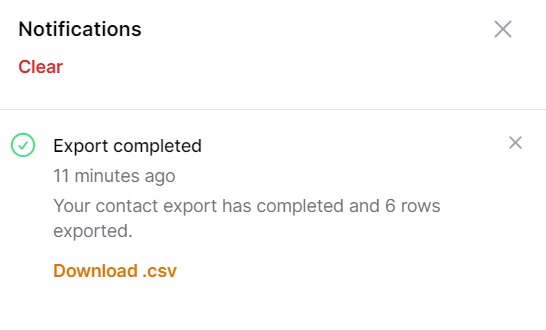 Notifications
Clear
Export completed
11 minutes ago
Your contact export has completed and 6 rows
exported.
Download .csv